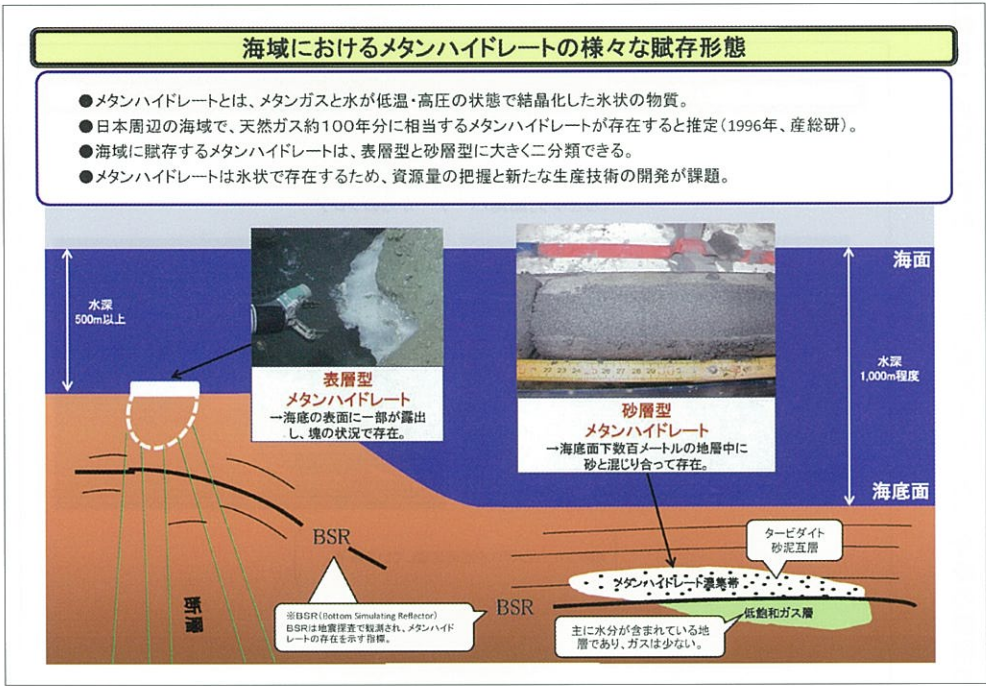 海域におけるメタンハイドレートの様々な賦存形態
●メタンハイドレートとは、メタンガスと水が低温・高圧の状態で結晶化した氷状の物質。
●日本周辺の海域で、天然ガス約100年分に相当するメタンハイドレートが存在すると推定(1996年、産総研)。
●海域に賦存するメタンハイドレートは、表層型と砂層型に大きく二分類できる。
●メタンハイドレートは氷状で存在するため、資源量の把握と新たな生産技術の開発が課題。
海面
水深
500m以上
水深
1,000m程度
表層型
メタンハイドレート
→海底の表面に一部が露出
し、塊の状況で存在。
22 23 24 25 26 27 28 29 30 31 32
砂層型
メタンハイドレート
→海底面下数百メートルの地層中に
砂と混じり合って存在。
海底面
BSR
タービダイト
砂泥互層
メタンハイドレート濃集帯
断層
※BSR(Bottom Simulating Reflector)
BSRは地震探査で観測され、メタンハイド
レートの存在を示す指標。
BSR
低飽和ガス層
主に水分が含まれている地
層であり、ガスは少ない。